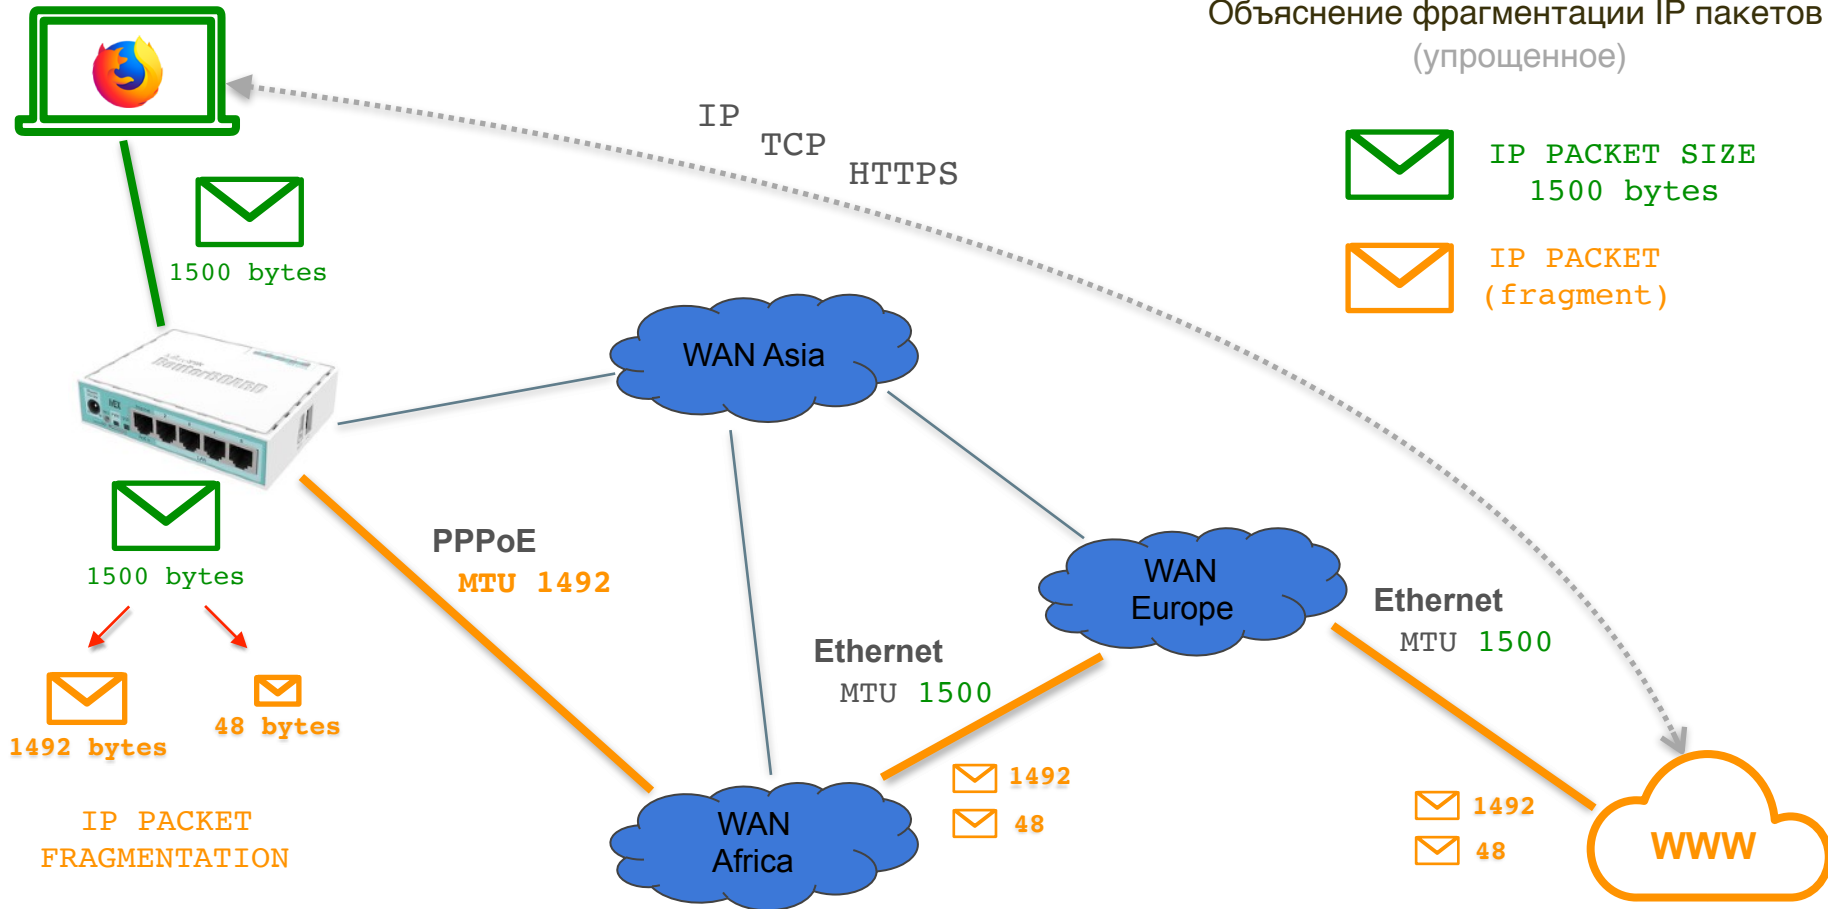 Объяснение фрагментации IP пакетов
(упрощенное)
IP
TCP
HTTPS
IP PACKET SIZE
1500 bytes
IP PACKET
(fragment)
1500 bytes
RouterBOARD
WAN Asia
1500 bytes
1492 bytes
48 bytes
IP PACKET
FRAGMENTATION
PPPoE
MTU 1492
WAN
Africa
Ethernet
MTU 1500
1492
48
WAN
Europe
Ethernet
MTU 1500
1492
48
WWW